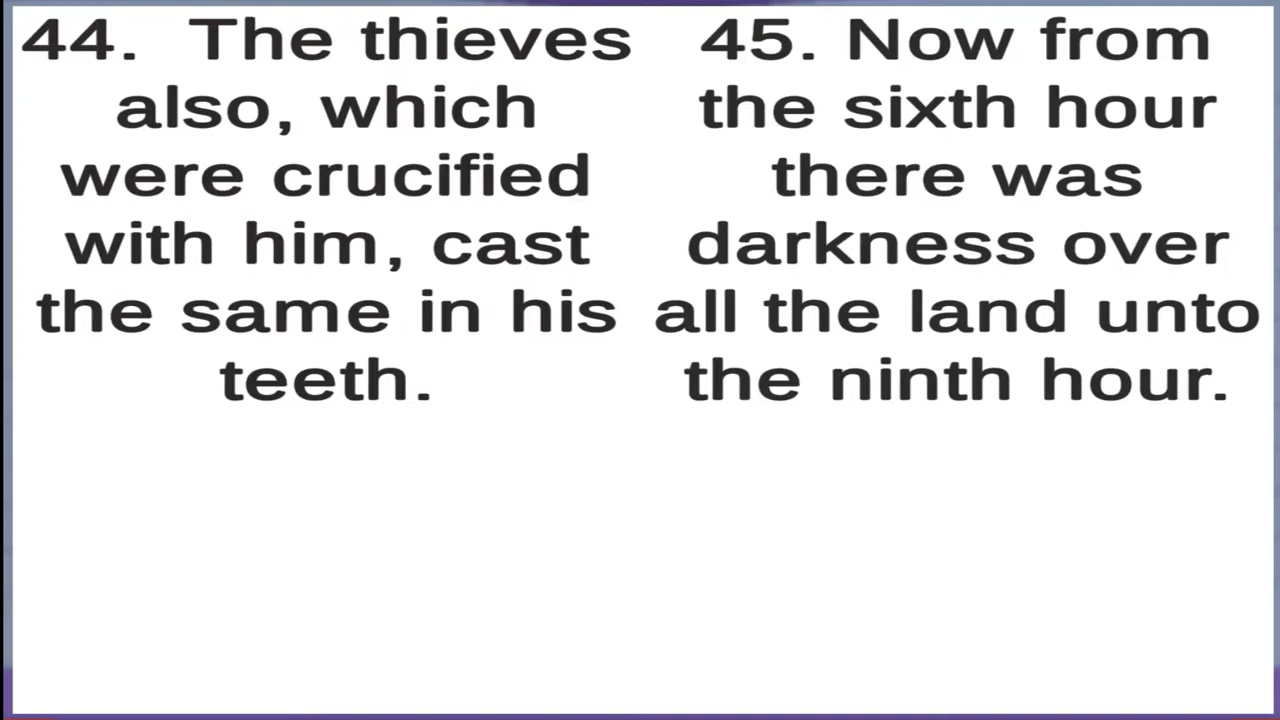 44.  The thieves
also, which
were crucified
with him, cast
the same in his
teeth.
45. Now from
the sixth hour
there was
darkness over
all the land unto
the ninth hour.